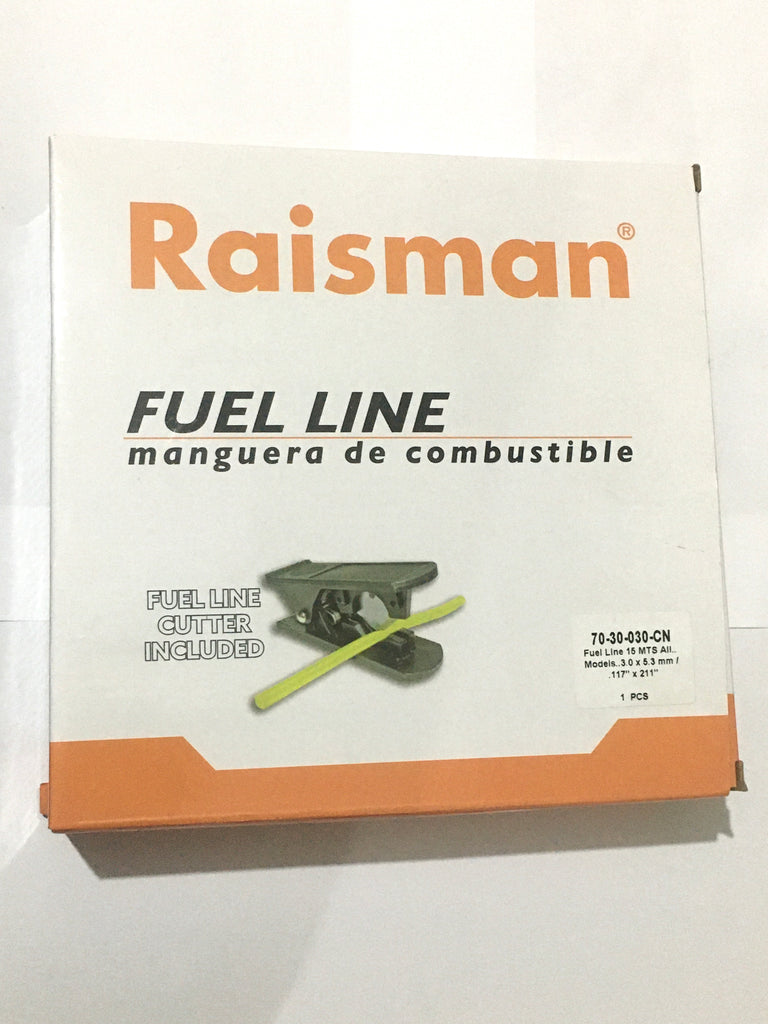 Raisman®
FUEL LINE
manguera de combustible
FUEL LINE
CUTTER
INCLUDED
70-30-030-CN
Fuel Line 15 MTS All..
Models..3.0 x 5.3 mm /
.117" x 211"
1 PCS